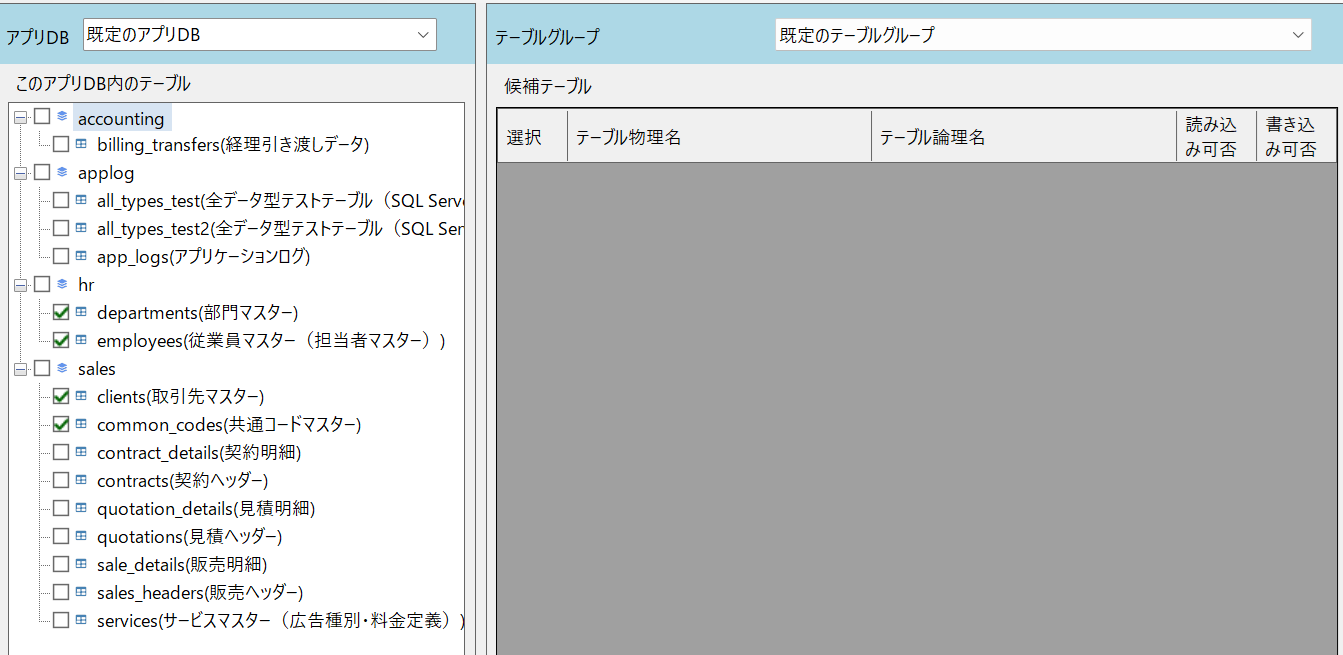 アプリDB
既定のアプリDB
このアプリDB内のテーブル
accounting
billing_transfers(経理引き渡しデータ)
applog
all_types_test(全データ型テストテーブル（SQL Serv
all_types_test2(全データ型テストテーブル（SQL Ser
app_logs(アプリケーションログ)
hr
departments(部門マスター)
employees(従業員マスター（担当者マスター）)
sales
clients(取引先マスター)
common_codes(共通コードマスター)
contract_details(契約明細)
contracts(契約ヘッダー)
quotation_details(見積明細)
quotations(見積ヘッダー)
sale_details(販売明細)
sales_headers(販売ヘッダー)
services(サービスマスター（広告種別・料金定義）)
テーブルグループ
既定のテーブルグループ
候補テーブル
選択
テーブル物理名
テーブル論理名
読み込
み可否
書き込
み可否